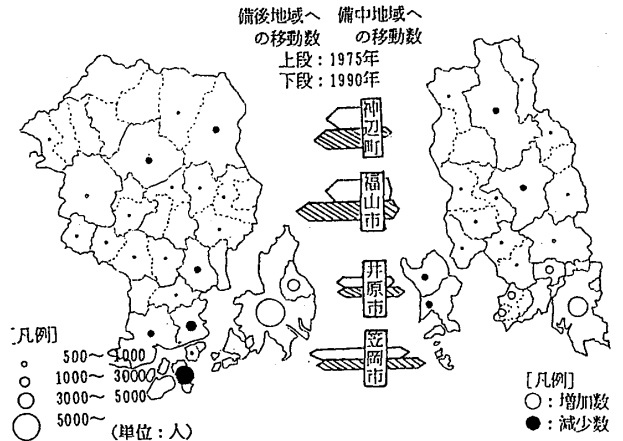 備後地域へ 備中地域へ
の移動数 の移動数
上段:1975年
下段:1990年
神辺町
福山市
井原市
笠岡市
[凡例]
500~ 1000
1000~ 3000
3000~ 5000
5000~
(単位:人)
[凡例]
○:増加数
●:減少数